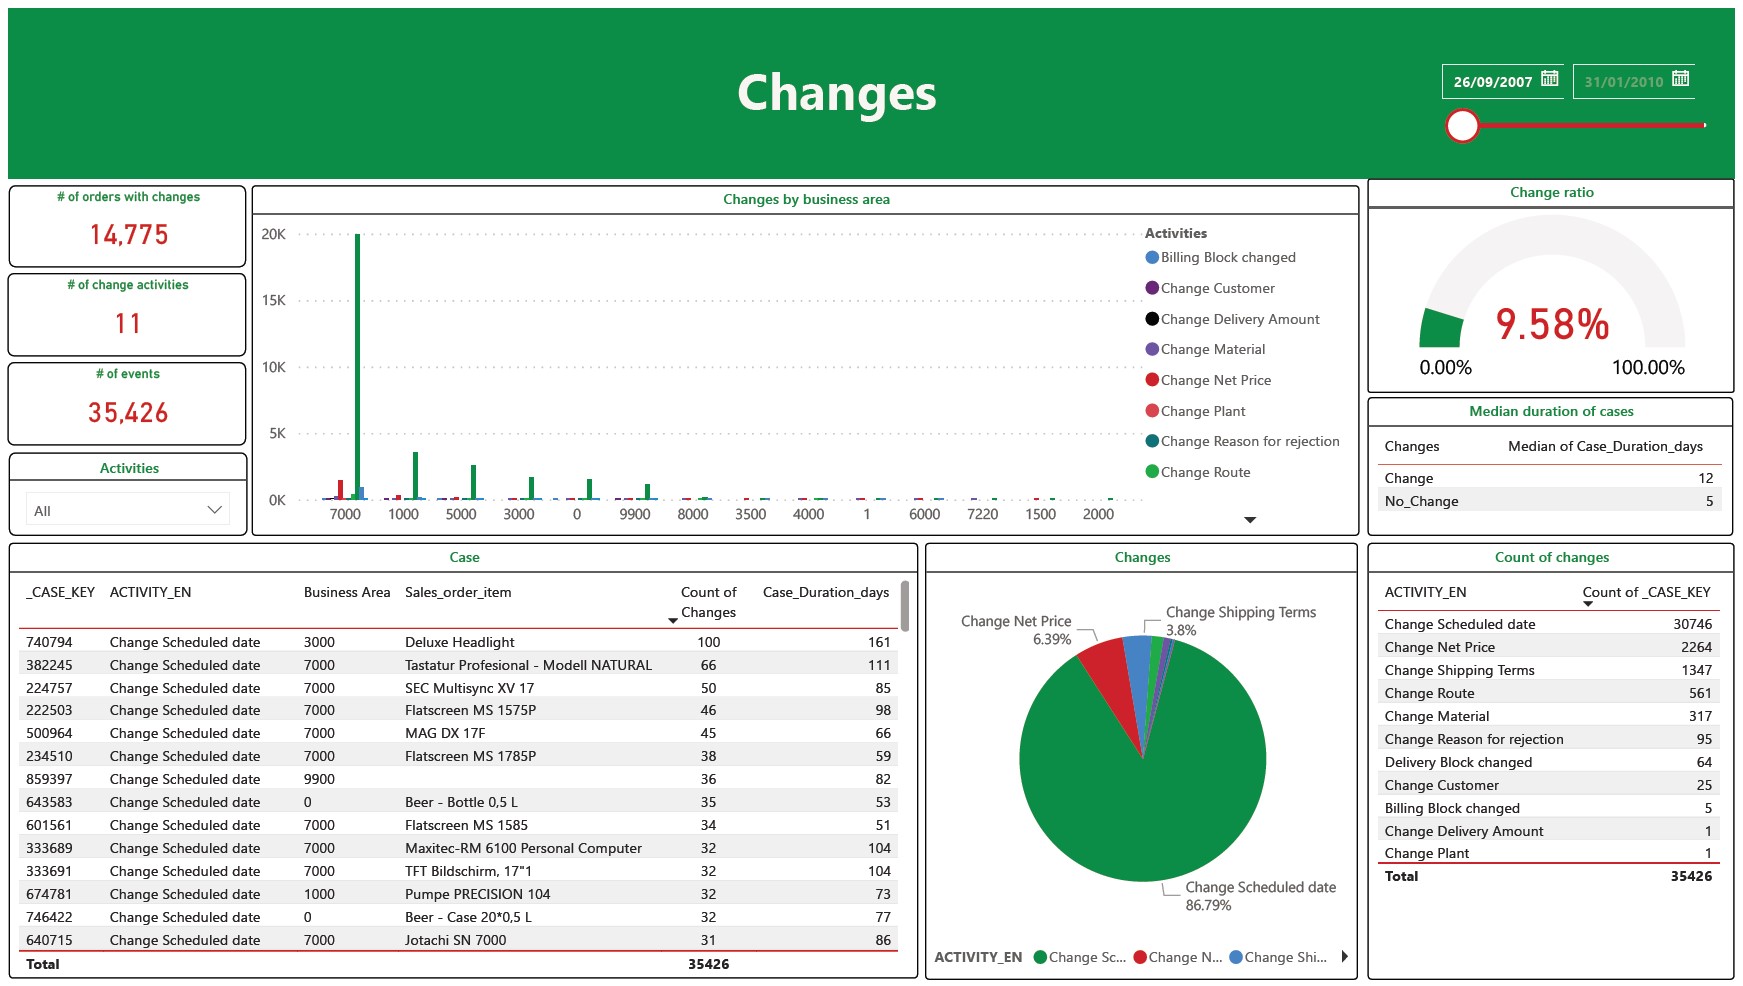 Changes
26/09/2007
31/01/2010
# of orders with changes
14,775
# of change activities
11
# of events
35,426
Activities
All
Changes by business area
20K
15K
10K
5K
0K
7000 1000 5000 3000 0 9900 8000 3500 4000 1 6000 7220 1500 2000
Activities
Billing Block changed
Change Customer
Change Delivery Amount
Change Material
Change Net Price
Change Plant
Change Reason for rejection
Change Route
Change ratio
9.58%
0.00% 100.00%
Median duration of cases
Changes Median of Case_Duration_days
Change 12
No_Change 5
Case
_CASE_KEY ACTIVITY_EN Business Area Sales_order_item Count of Changes Case_Duration_days
740794 Change Scheduled date 3000 Deluxe Headlight 100 161
382245 Change Scheduled date 7000 Tastatur Profesional - Modell NATURAL 66 111
224757 Change Scheduled date 7000 SEC Multisync XV 17 50 85
222503 Change Scheduled date 7000 Flatscreen MS 1575P 46 98
500964 Change Scheduled date 7000 MAG DX 17F 45 66
234510 Change Scheduled date 7000 Flatscreen MS 1785P 38 59
859397 Change Scheduled date 9900 36 82
643583 Change Scheduled date 0 Beer - Bottle 0,5 L 35 53
601561 Change Scheduled date 7000 Flatscreen MS 1585 34 51
333689 Change Scheduled date 7000 Maxitec-RM 6100 Personal Computer 32 104
333691 Change Scheduled date 7000 TFT Bildschirm, 17"1 32 104
674781 Change Scheduled date 1000 Pumpe PRECISION 104 32 73
746422 Change Scheduled date 0 Beer - Case 20*0,5 L 32 77
640715 Change Scheduled date 7000 Jotachi SN 7000 31 86
Total 35426
Changes
Change Shipping Terms
3.8%
Change Net Price
6.39%
Change Scheduled date
86.79%
ACTIVITY_EN Change Sc... Change N... Change Shi...
Count of changes
ACTIVITY_EN Count of _CASE_KEY
Change Scheduled date 30746
Change Net Price 2264
Change Shipping Terms 1347
Change Route 561
Change Material 317
Change Reason for rejection 95
Delivery Block changed 64
Change Customer 25
Billing Block changed 5
Change Delivery Amount 1
Change Plant 1
Total 35426